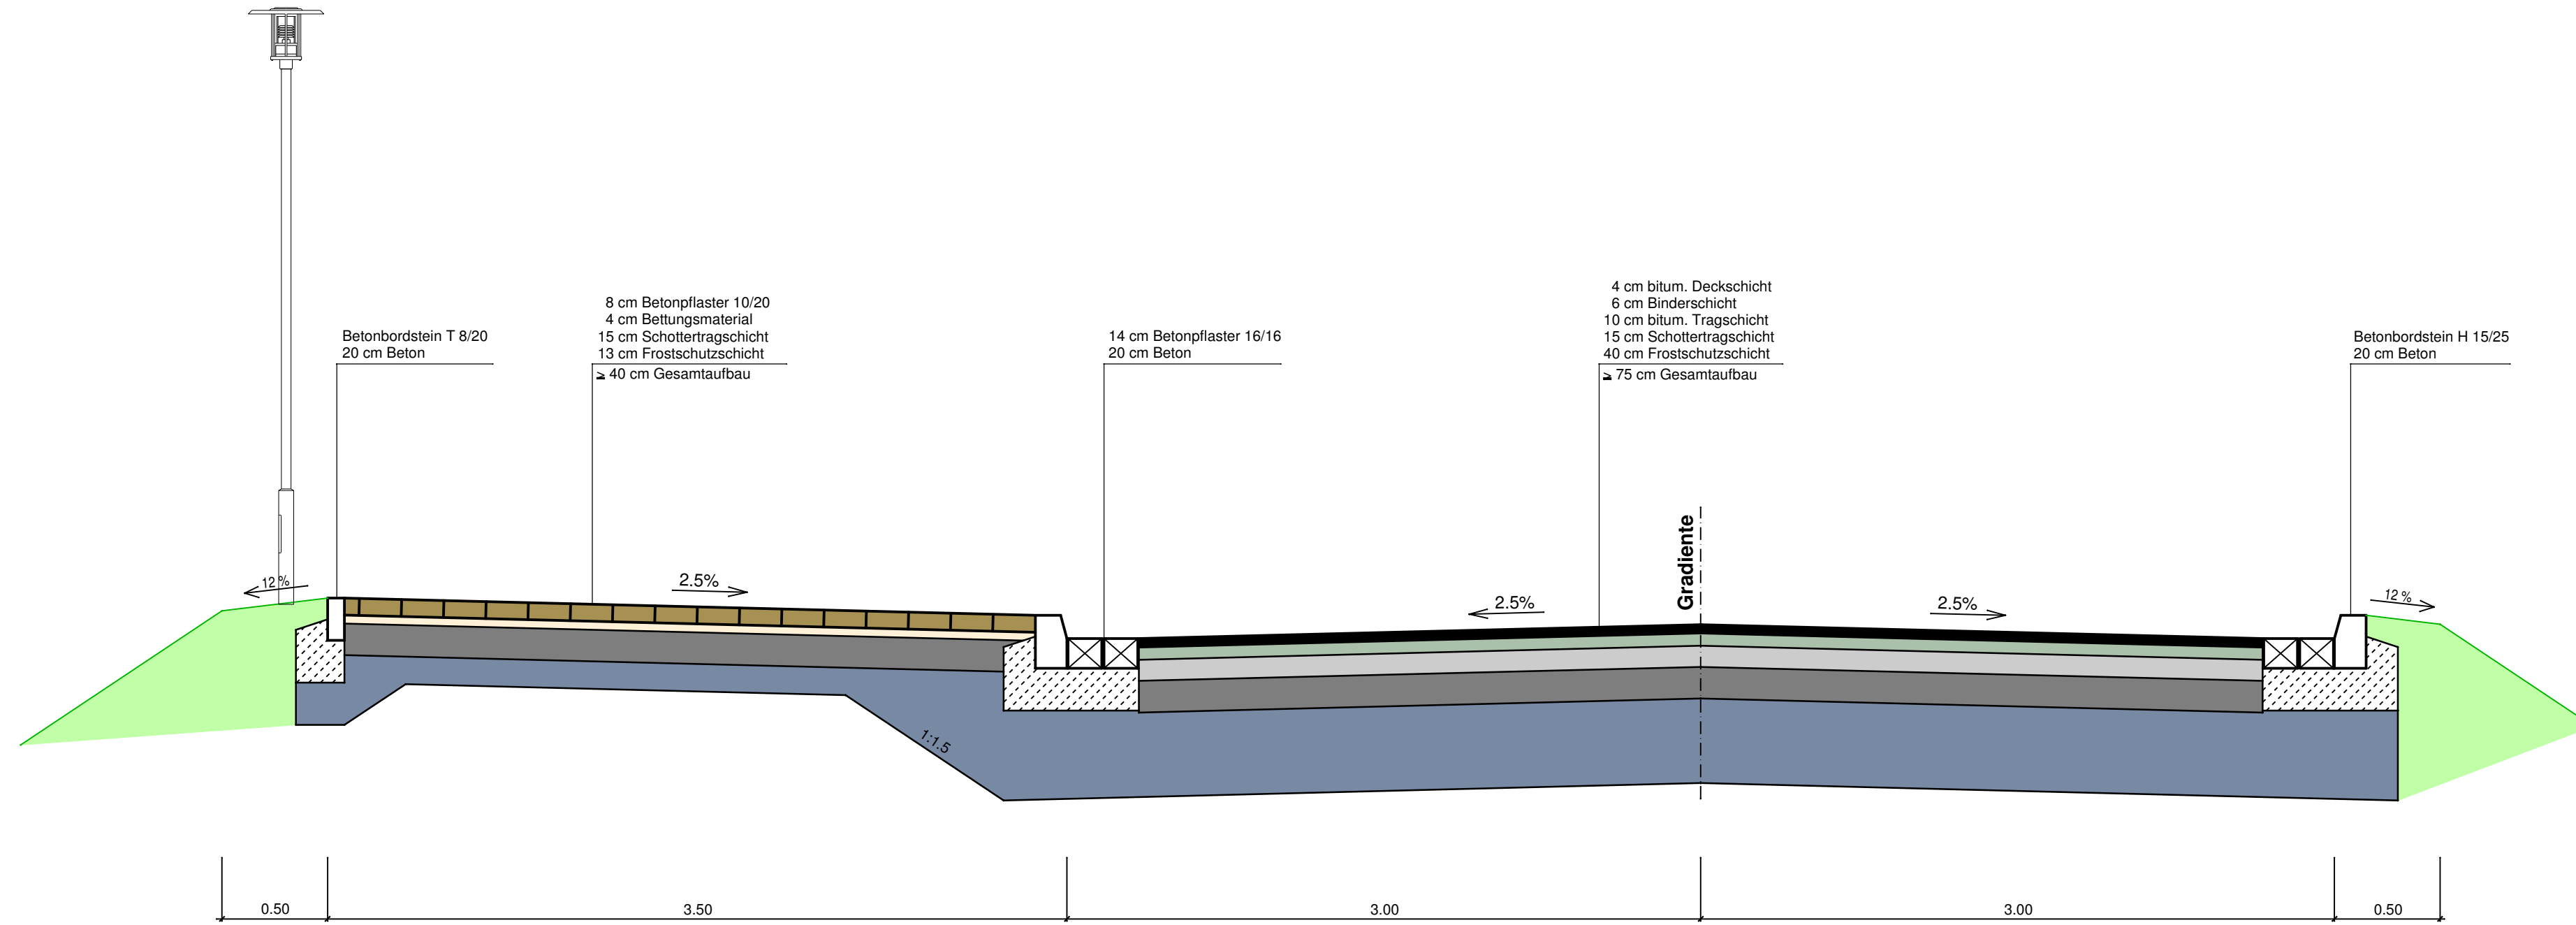 Betonbordstein T 8/20
20 cm Beton
8 cm Betonpflaster 10/20
4 cm Bettungsmaterial
15 cm Schottertragschicht
13 cm Frostschutzschicht
≥ 40 cm Gesamtaufbau
14 cm Betonpflaster 16/16
20 cm Beton
4 cm bitum. Deckschicht
6 cm Binderschicht
10 cm bitum. Tragschicht
15 cm Schottertragschicht
40 cm Frostschutzschicht
≥ 75 cm Gesamtaufbau
Betonbordstein H 15/25
20 cm Beton
Gradiente
12 %
2.5%
2.5%
2.5%
12 %
1:1.5
0.50
3.50
3.00
3.00
0.50